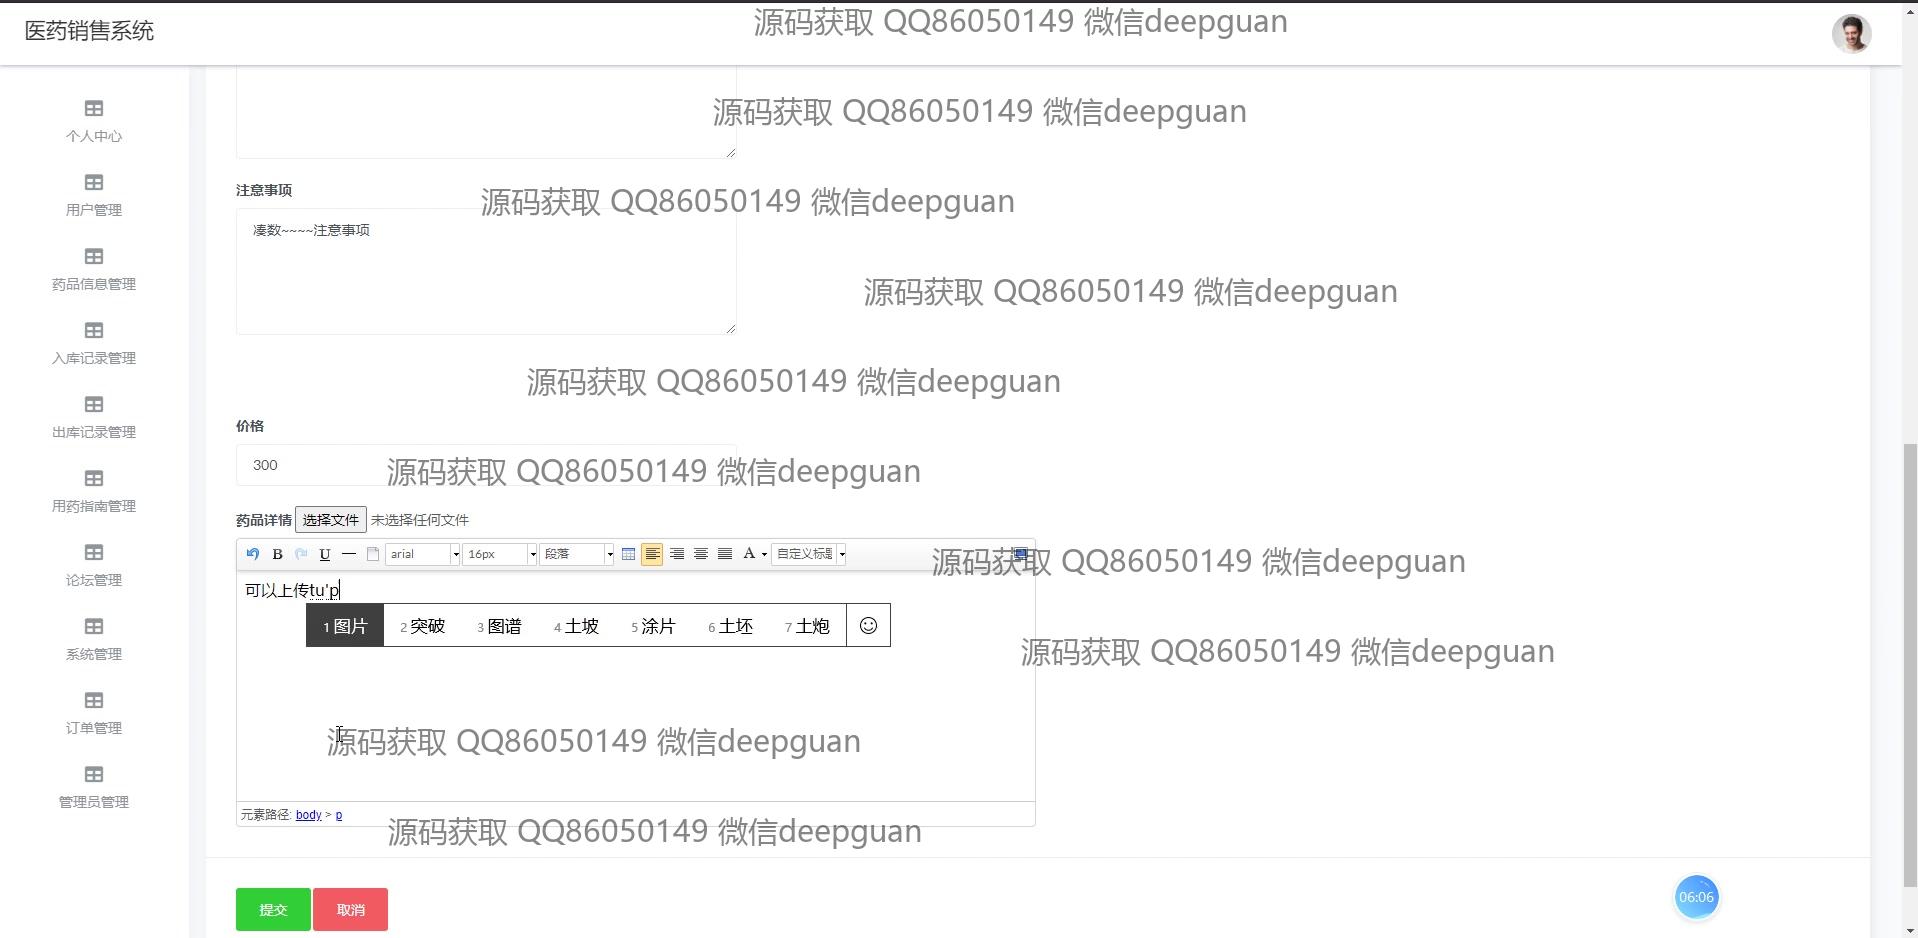 医药销售系统
源码获取 QQ86050149 微信deepguan
源码获取 QQ86050149 微信deepguan
个人中心
注意事项
源码获取 QQ86050149 微信deepguan
用户管理
凑数~~~~注意事项
药品信息管理
源码获取 QQ86050149 微信deepguan
入库记录管理
源码获取 QQ86050149 微信deepguan
价格
出库记录管理
300
源码获取 QQ86050149 微信deepguan
用药指南管理
药品详情 选择文件 未选择任何文件
B U arial 16px 段落 A 自定义标题
源码获取 QQ86050149 微信deepguan
论坛管理
可以上传tu'p
1 图片 2 突破 3 图谱 4 土坡 5 涂片 6 土坯 7 土炮
源码获取 QQ86050149 微信deepguan
系统管理
订单管理
源码获取 QQ86050149 微信deepguan
管理员管理
元素路径: body > p
源码获取 QQ86050149 微信deepguan
06:06
提交 取消